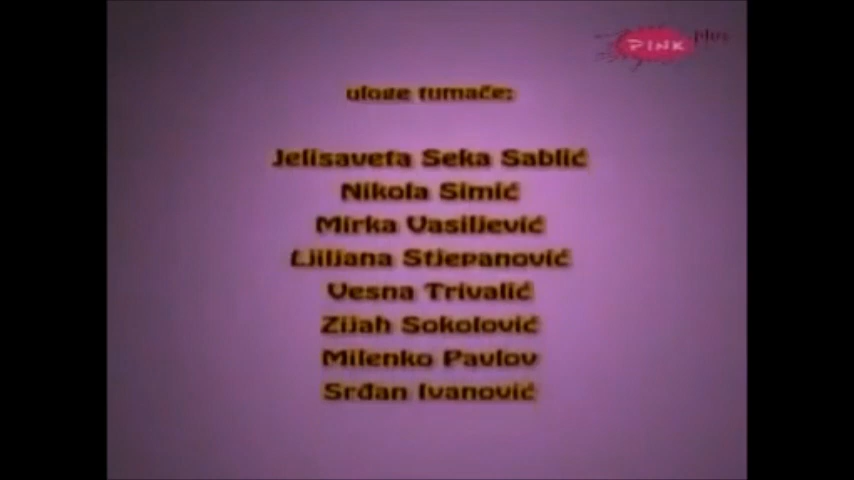 PINK plus
uloge tumače:
Jelisaveta Seka Sablić
Nikola Simić
Mirka Vasiljević
Ljiljana Stjepanović
Vesna Trivalić
Zijah Sokolović
Milenko Pavlov
Srđan Ivanović